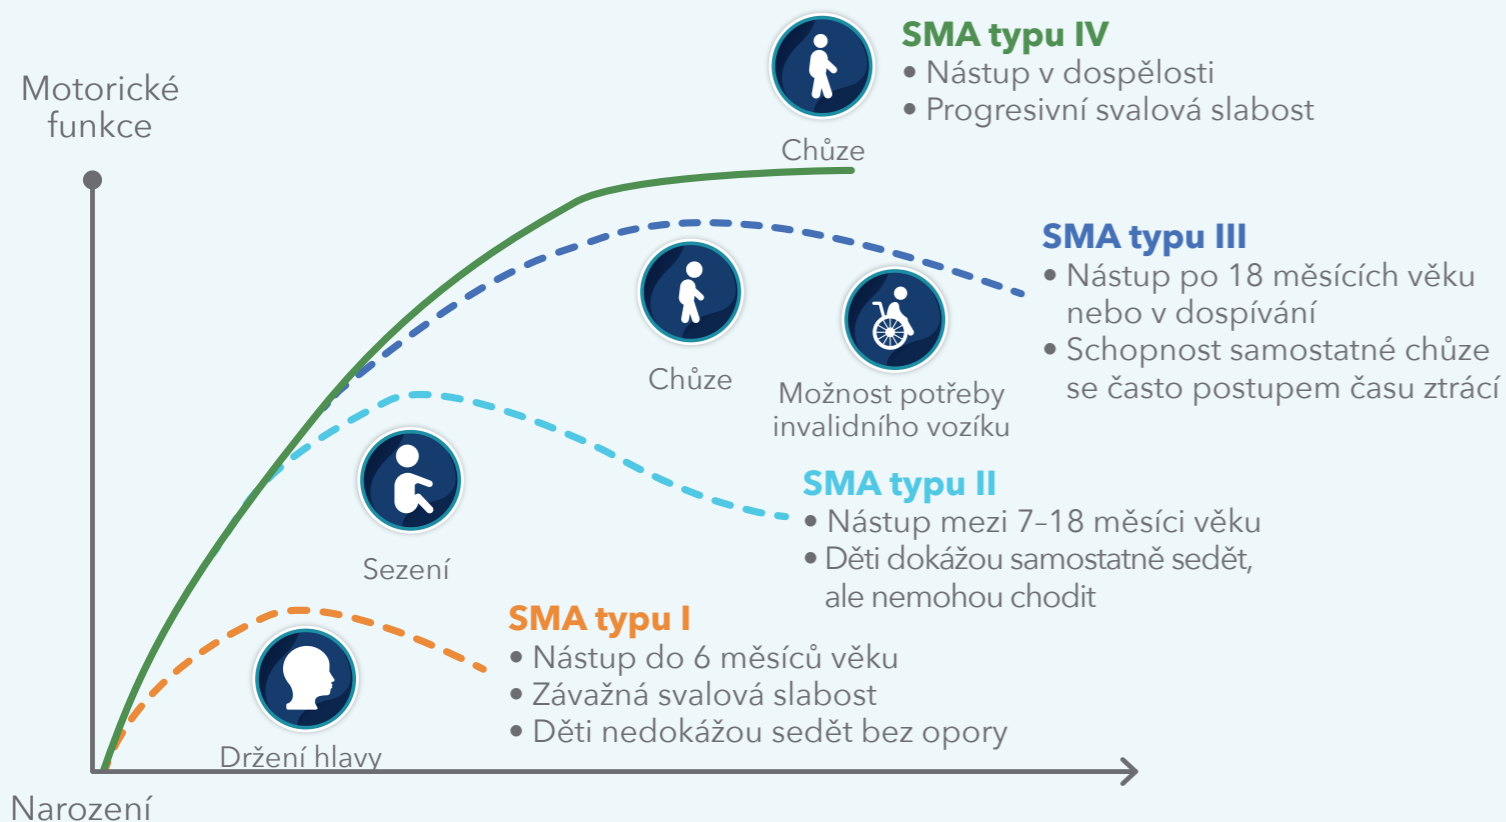 Motorické
funkce
SMA typu IV
• Nástup v dospělosti
• Progresivní svalová slabost
Chůze
SMA typu III
• Nástup po 18 měsících věku
nebo v dospívání
• Schopnost samostatné chůze
se často postupem času ztrácí
Chůze
Možnost potřeby
invalidního vozíku
SMA typu II
• Nástup mezi 7–18 měsíci věku
• Děti dokážou samostatně sedět,
ale nemohou chodit
Sezení
SMA typu I
• Nástup do 6 měsíců věku
• Závažná svalová slabost
• Děti nedokážou sedět bez opory
Držení hlavy
Narození